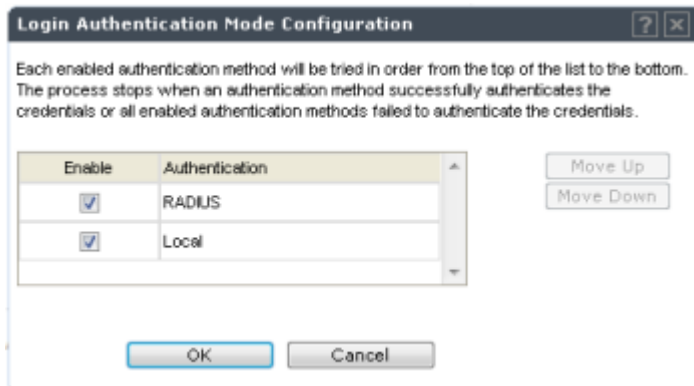 Login Authentication Mode Configuration
Each enabled authentication method will be tried in order from the top of the list to the bottom.
The process stops when an authentication method successfully authenticates the
credentials or all enabled authentication methods failed to authenticate the credentials.
Enable Authentication
RADIUS
Local
Move Up
Move Down
OK Cancel